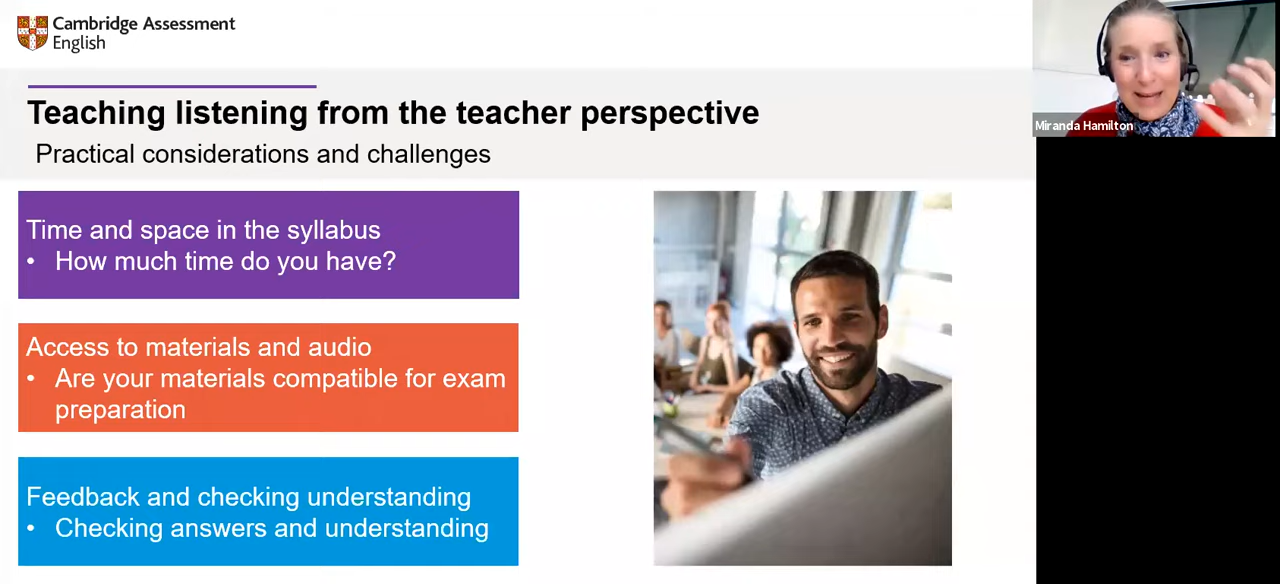 Cambridge Assessment
English
Teaching listening from the teacher perspective
Practical considerations and challenges
Time and space in the syllabus
• How much time do you have?
Access to materials and audio
• Are your materials compatible for exam
preparation
Feedback and checking understanding
• Checking answers and understanding
Miranda Hamilton